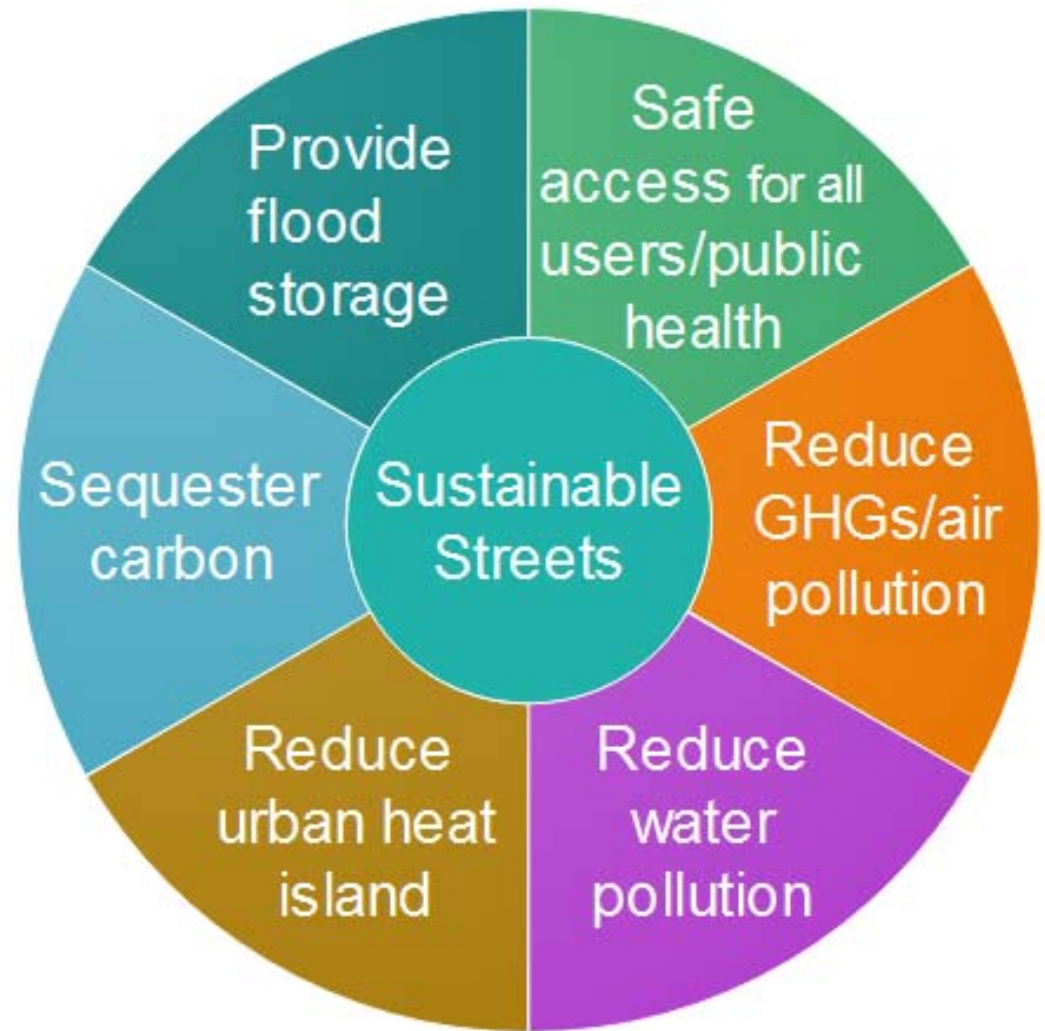 Provide
flood
storage
Safe
access for all
users/public
health
Reduce
GHGs/air
pollution
Reduce
water
pollution
Reduce
urban heat
island
Sequester
carbon
Sustainable
Streets